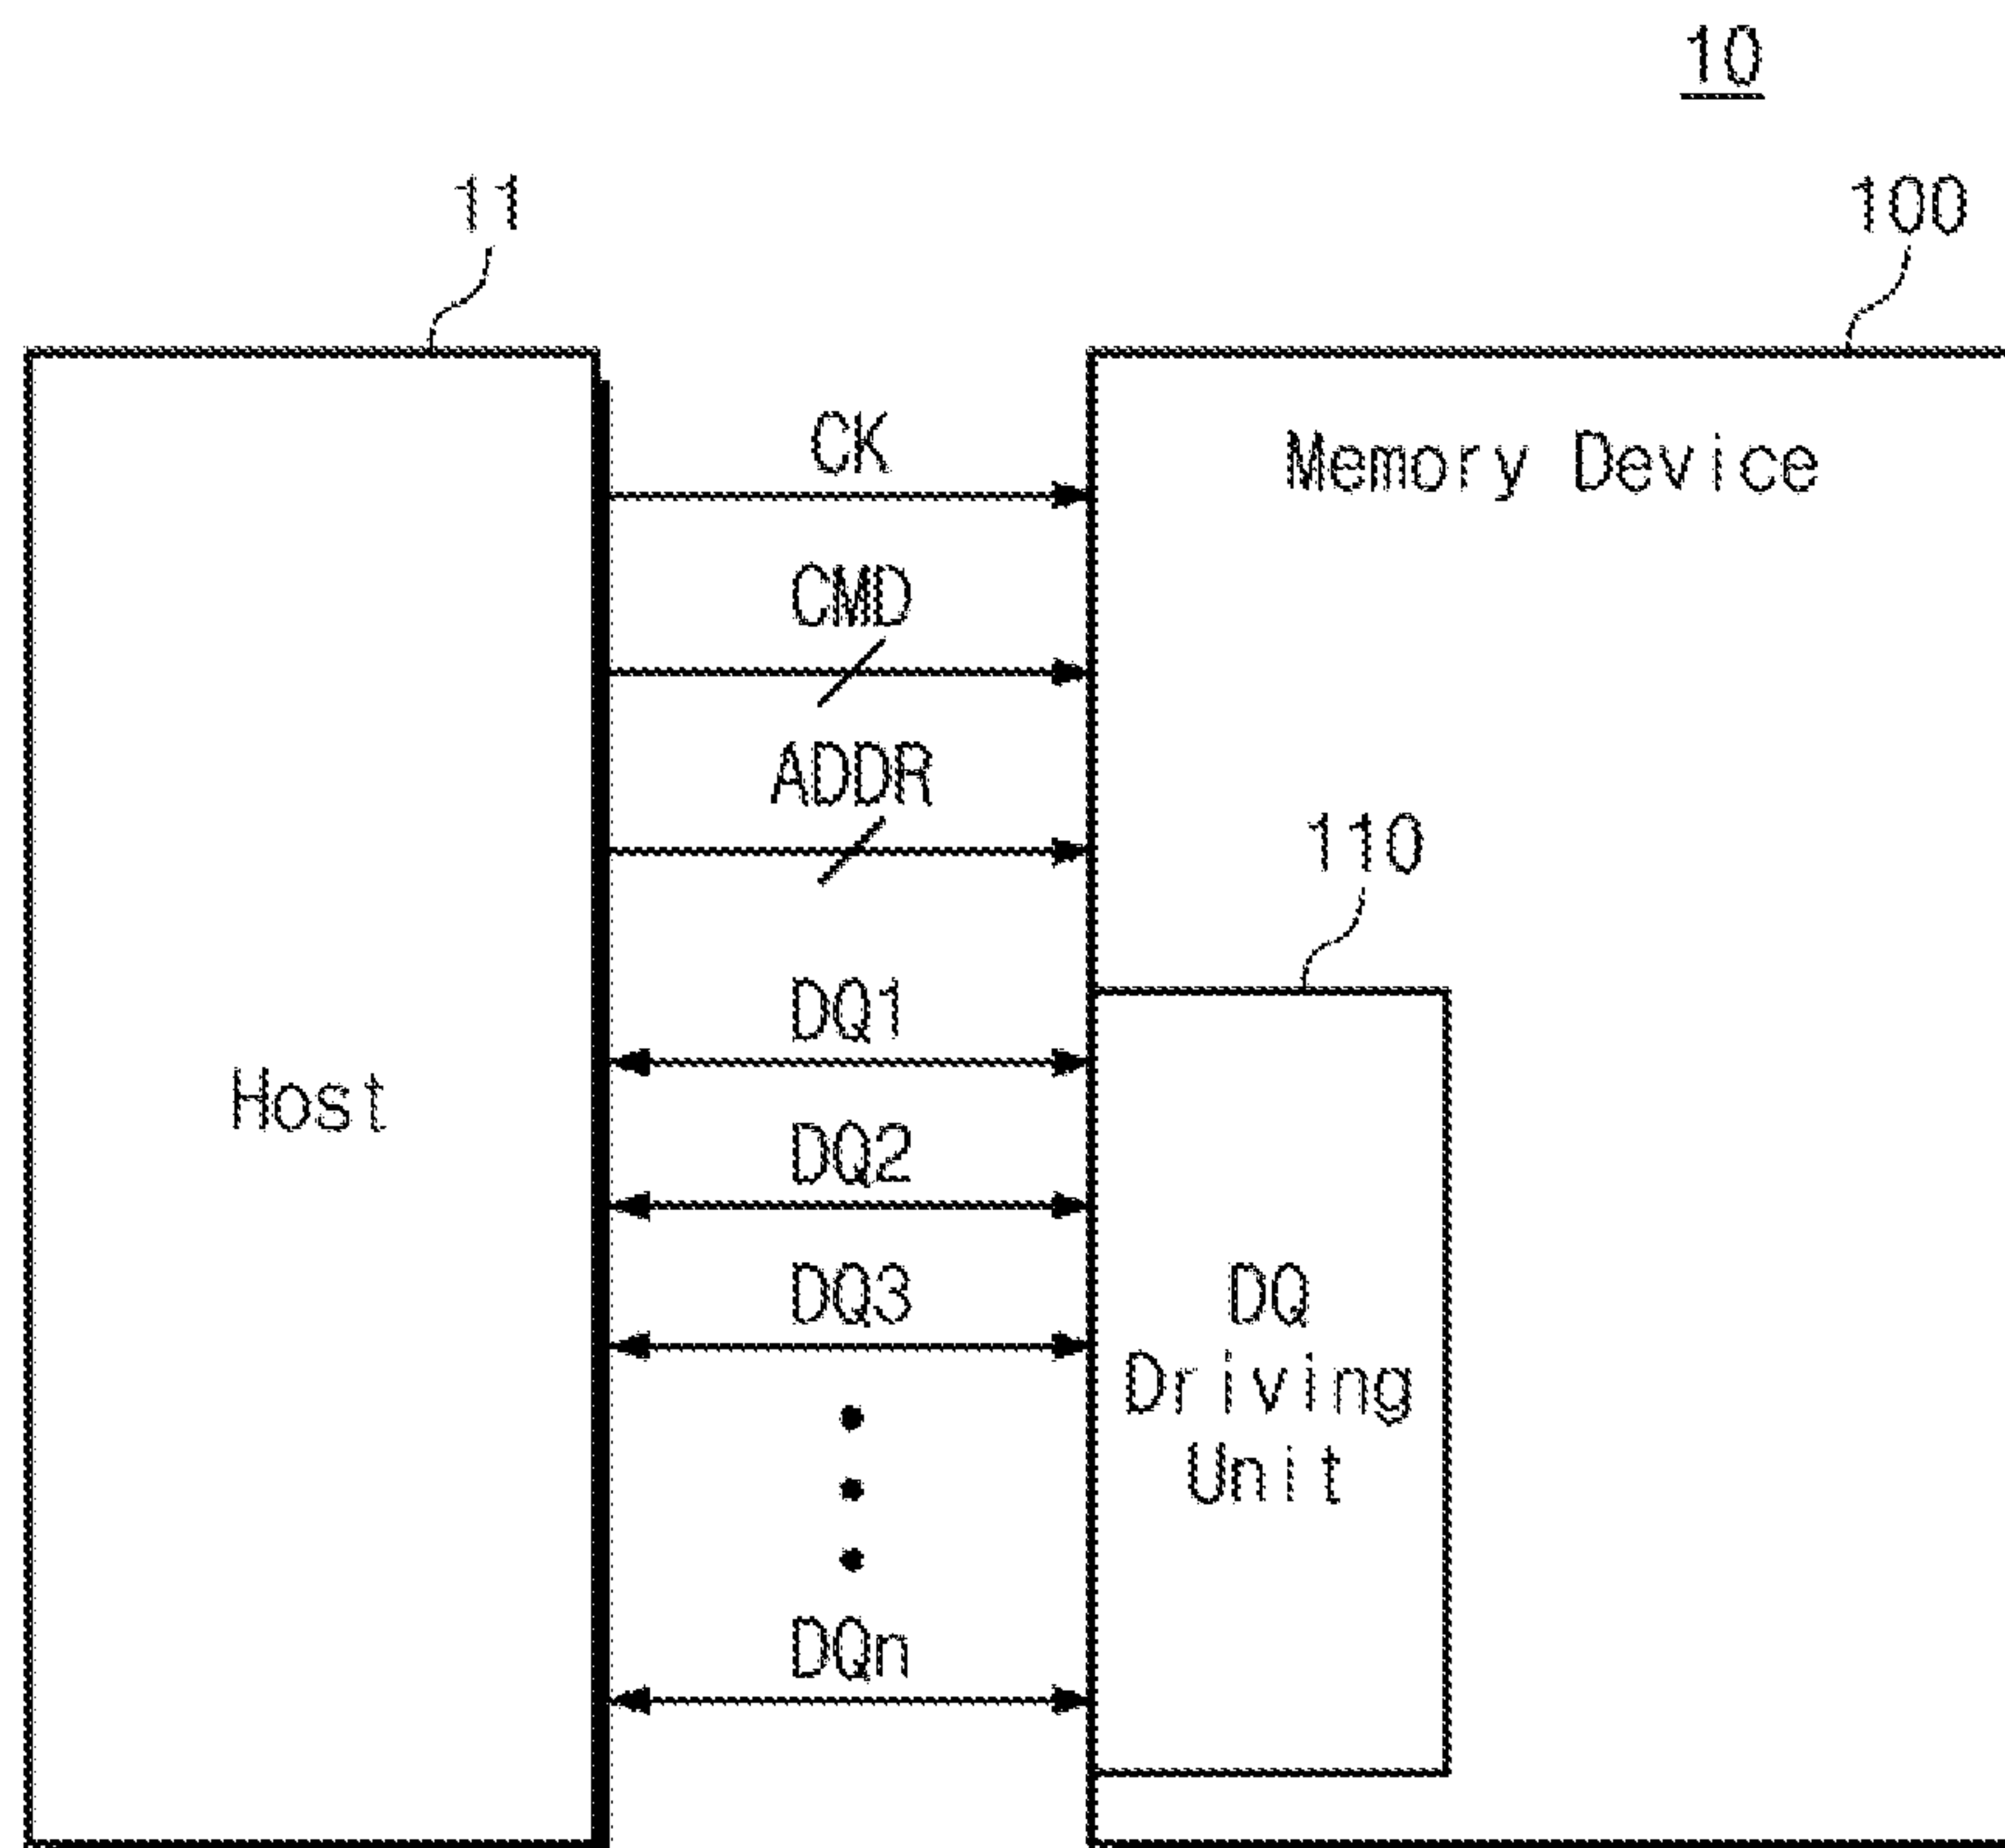 10
11
100
CK
Memory Device
CMD
ADDR
110
DQ1
Host
DQ2
DQ3
DQ
Driving
Unit
DQn